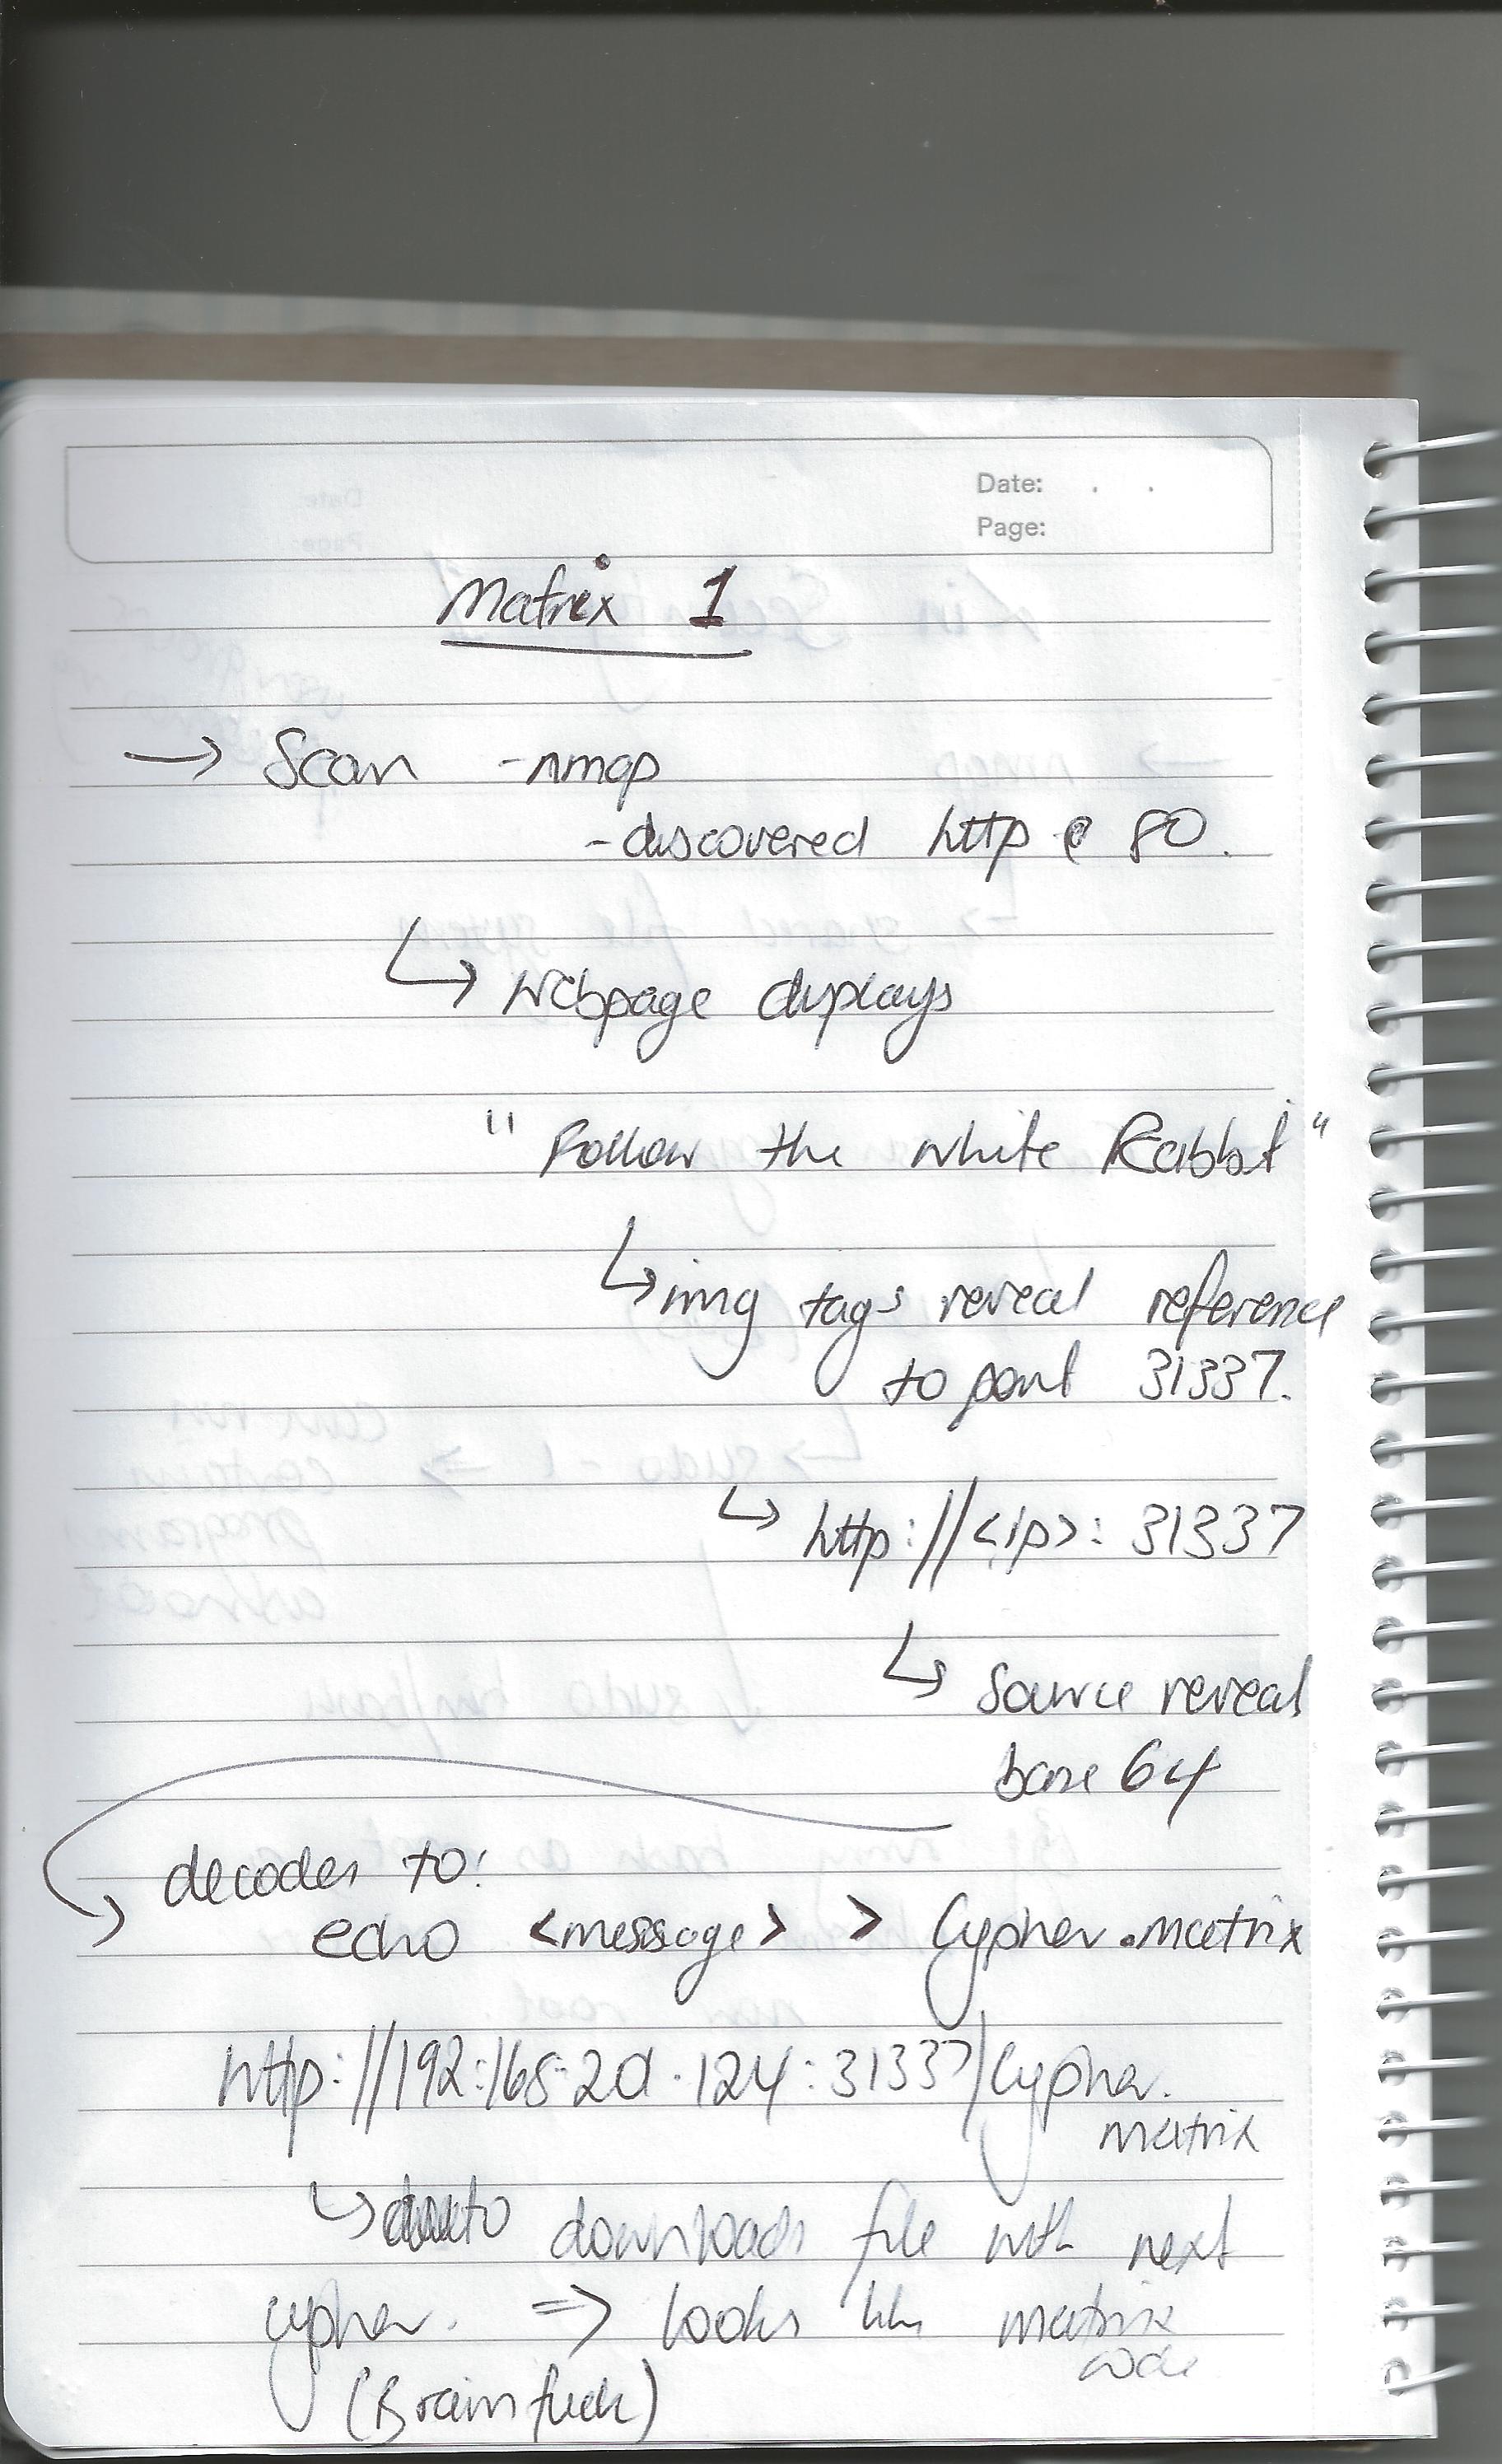 Date: . .
Page:
Matrix 1
→ Scan - nmap
- discovered http @ 80.
↳ Webpage displays
" Follow the white Rabbit "
↳ img tags reveal reference
to port 31337.
↳ http://<ip>: 31337
↳ Source reveal
base 64
decodes to:
echo <message> > Cypher.matrix
http://192.168.20.124:31337/Cypher.
matrix
↳ auto downloads file with next
cypher. => looks like matrix
code
(Brainfuck)